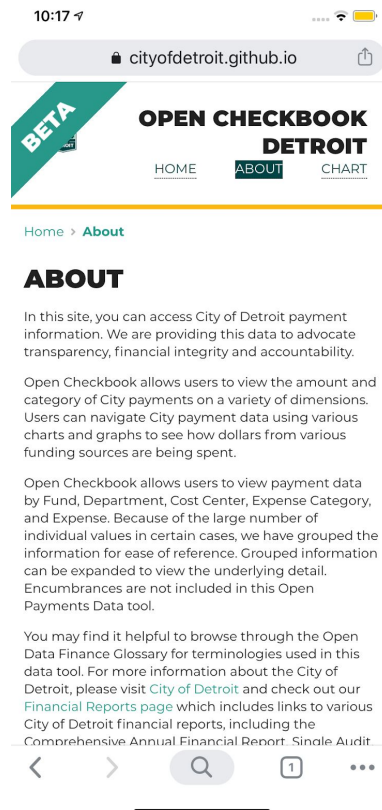 10:17
cityofdetroit.github.io
BETA
OPEN CHECKBOOK
DETROIT
HOME ABOUT CHART
Home > About
ABOUT
In this site, you can access City of Detroit payment
information. We are providing this data to advocate
transparency, financial integrity and accountability.
Open Checkbook allows users to view the amount and
category of City payments on a variety of dimensions.
Users can navigate City payment data using various
charts and graphs to see how dollars from various
funding sources are being spent.
Open Checkbook allows users to view payment data
by Fund, Department, Cost Center, Expense Category,
and Expense. Because of the large number of
individual values in certain cases, we have grouped the
information for ease of reference. Grouped information
can be expanded to view the underlying detail.
Encumbrances are not included in this Open
Payments Data tool.
You may find it helpful to browse through the Open
Data Finance Glossary for terminologies used in this
data tool. For more information about the City of
Detroit, please visit City of Detroit and check out our
Financial Reports page which includes links to various
City of Detroit financial reports, including the
Comprehensive Annual Financial Report, Single Audit,
1